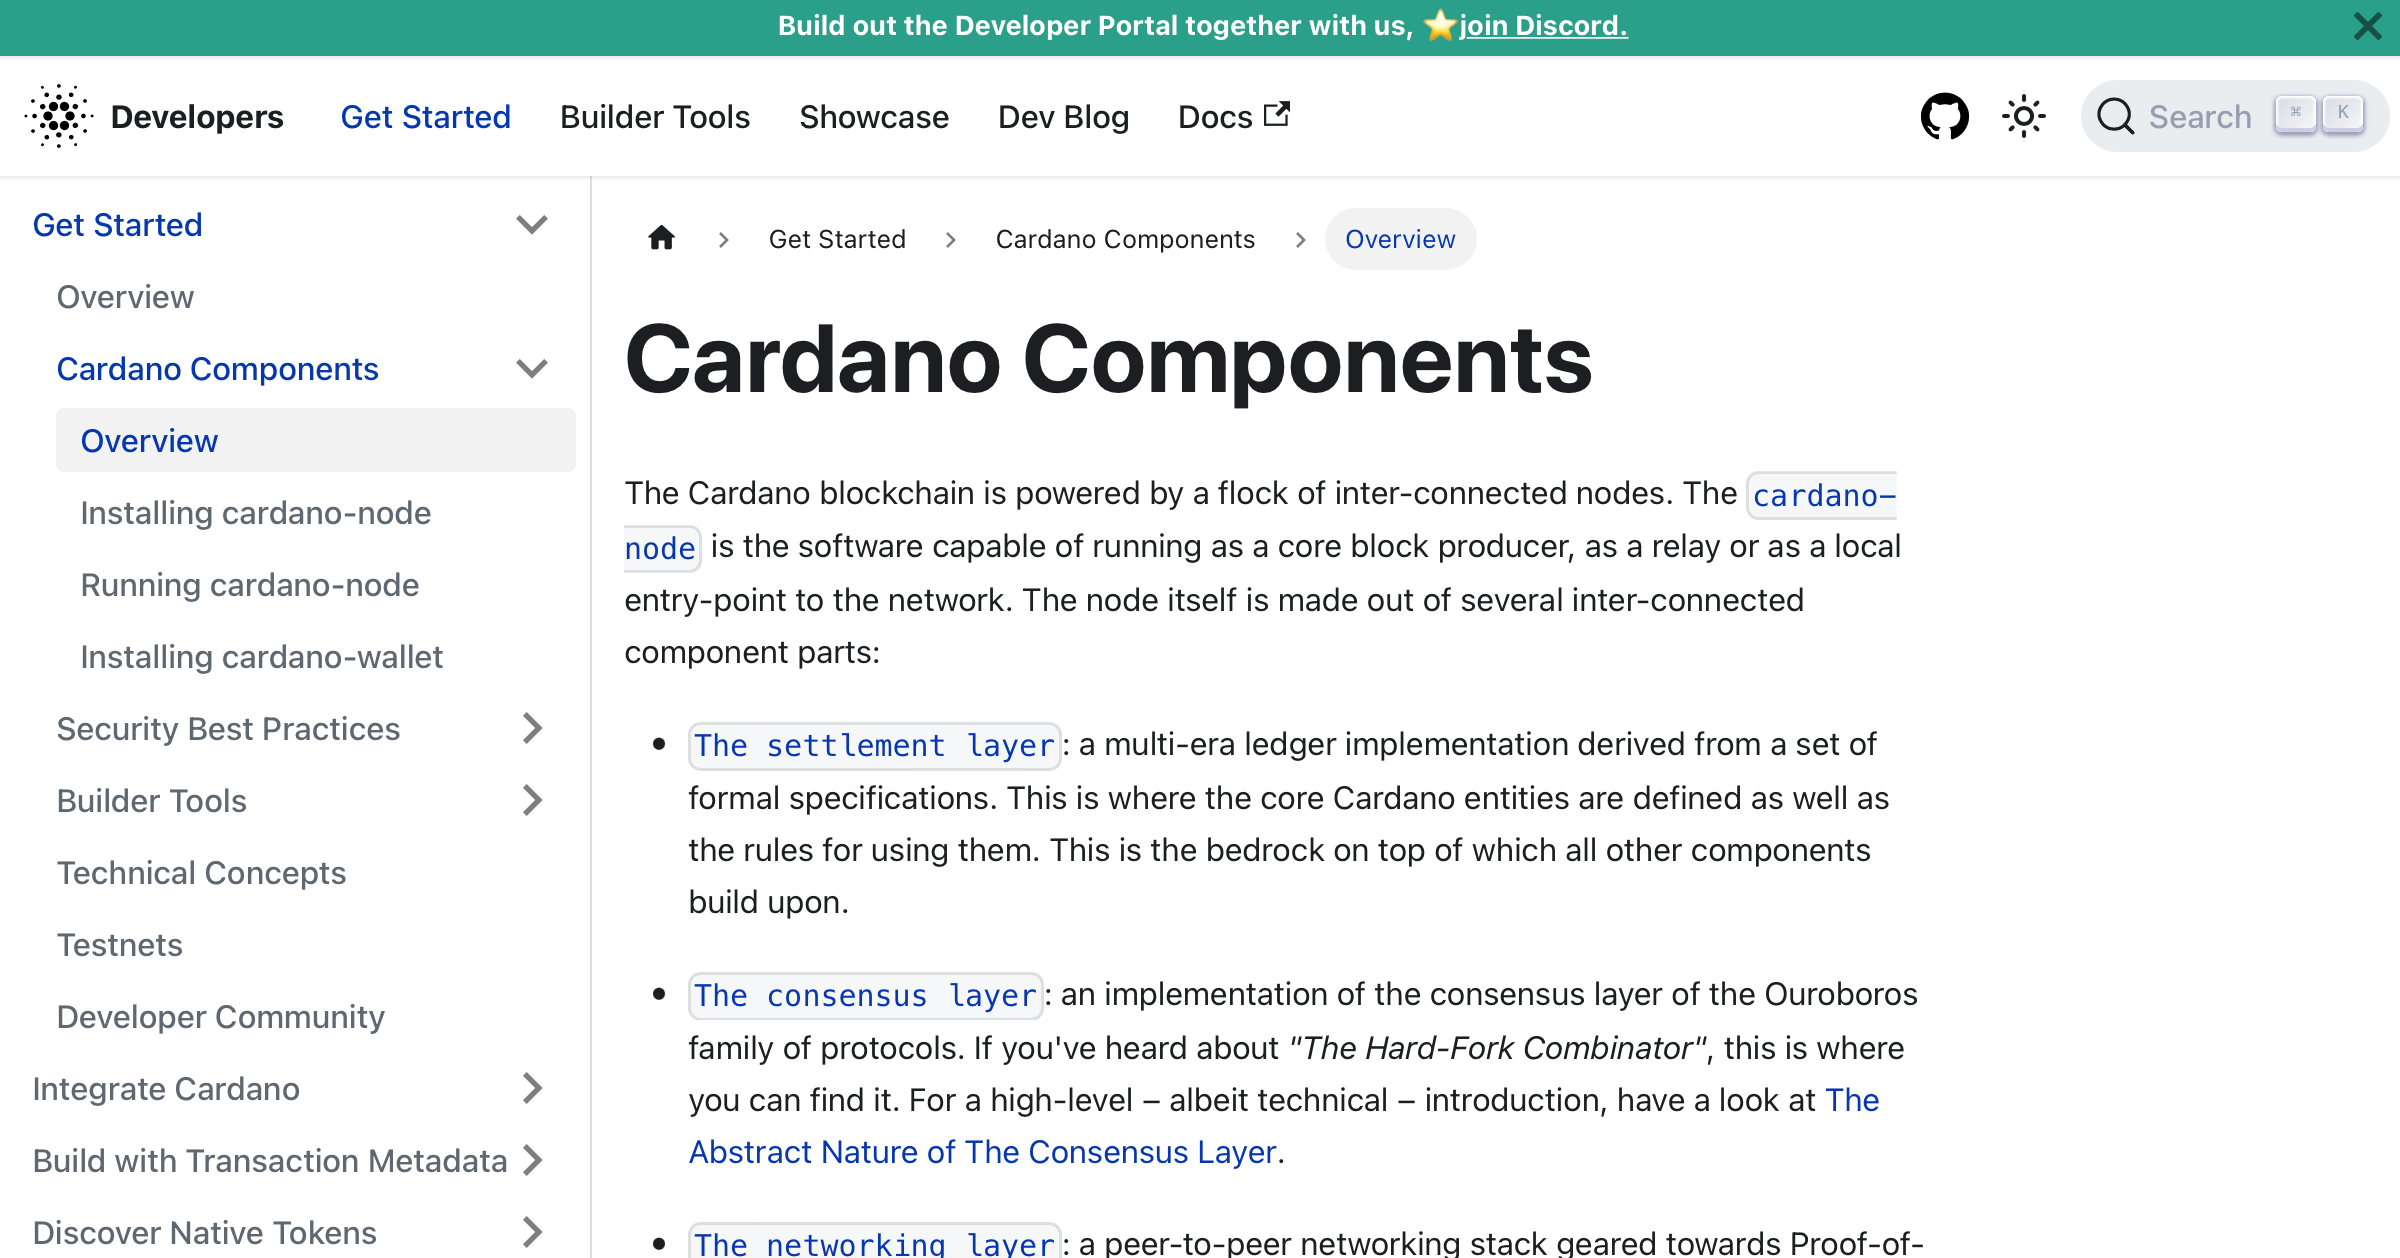 Build out the Developer Portal together with us, ⭐join Discord.
Developers Get Started Builder Tools Showcase Dev Blog Docs Search ⌘ K
Get Started
Overview
Cardano Components
Overview
Installing cardano-node
Running cardano-node
Installing cardano-wallet
Security Best Practices
Builder Tools
Technical Concepts
Testnets
Developer Community
Integrate Cardano
Build with Transaction Metadata
Discover Native Tokens
Get Started > Cardano Components > Overview
Cardano Components
The Cardano blockchain is powered by a flock of inter-connected nodes. The cardano-
node is the software capable of running as a core block producer, as a relay or as a local
entry-point to the network. The node itself is made out of several inter-connected
component parts:
• The settlement layer: a multi-era ledger implementation derived from a set of
formal specifications. This is where the core Cardano entities are defined as well as
the rules for using them. This is the bedrock on top of which all other components
build upon.
• The consensus layer: an implementation of the consensus layer of the Ouroboros
family of protocols. If you've heard about "The Hard-Fork Combinator", this is where
you can find it. For a high-level – albeit technical – introduction, have a look at The
Abstract Nature of The Consensus Layer.
• The networking layer: a peer-to-peer networking stack geared towards Proof-of-